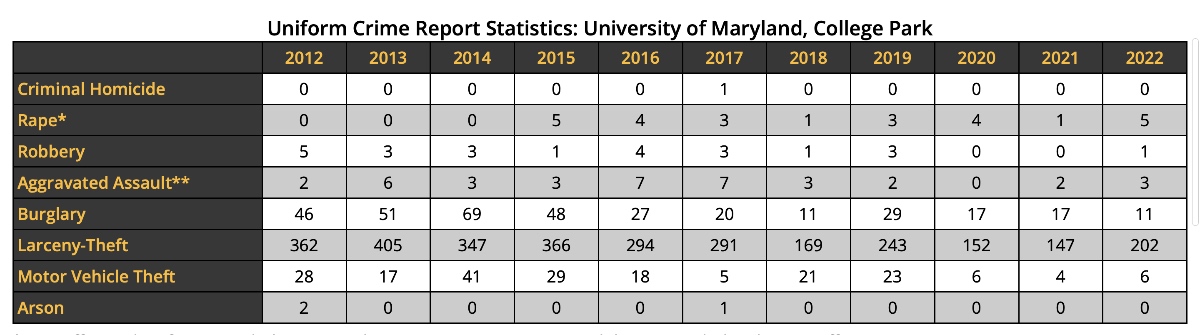 Uniform Crime Report Statistics: University of Maryland, College Park
2012 2013 2014 2015 2016 2017 2018 2019 2020 2021 2022
Criminal Homicide 0 0 0 0 0 1 0 0 0 0 0
Rape* 0 0 0 5 4 3 1 3 4 1 5
Robbery 5 3 3 1 4 3 1 3 0 0 1
Aggravated Assault** 2 6 3 3 7 7 3 2 0 2 3
Burglary 46 51 69 48 27 20 11 29 17 17 11
Larceny-Theft 362 405 347 366 294 291 169 243 152 147 202
Motor Vehicle Theft 28 17 41 29 18 5 21 23 6 4 6
Arson 2 0 0 0 0 1 0 0 0 0 0